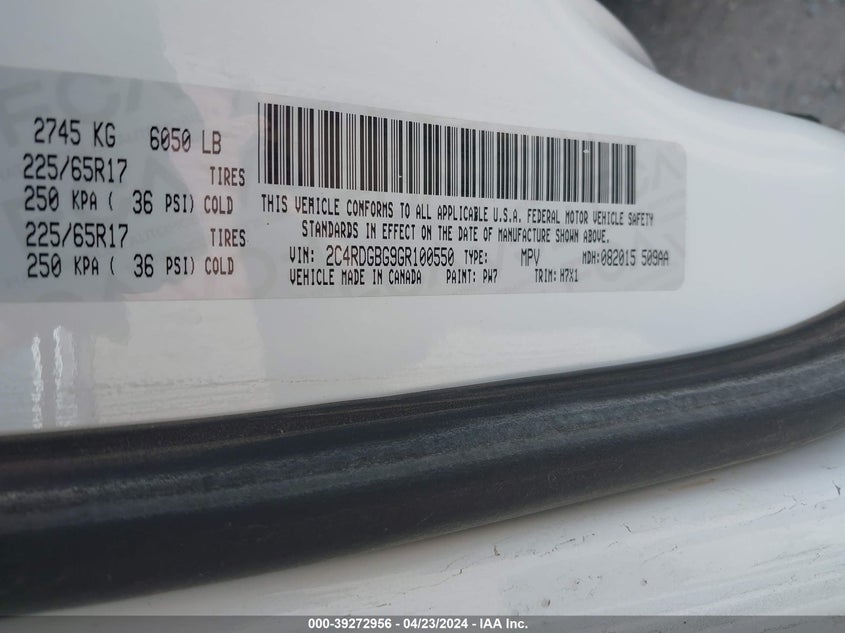 2745 KG 6050 LB
225/65R17 TIRES
250 KPA ( 36 PSI) COLD
225/65R17 TIRES
250 KPA ( 36 PSI) COLD
THIS VEHICLE CONFORMS TO ALL APPLICABLE U.S.A. FEDERAL MOTOR VEHICLE SAFETY
STANDARDS IN EFFECT ON THE DATE OF MANUFACTURE SHOWN ABOVE.
VIN: 2C4RDGBG9GR100550 TYPE: MPV MDH:082015 509AA
VEHICLE MADE IN CANADA PAINT: PW7 TRIM: H7X1
000-39272956 - 04/23/2024 - IAAI Inc.